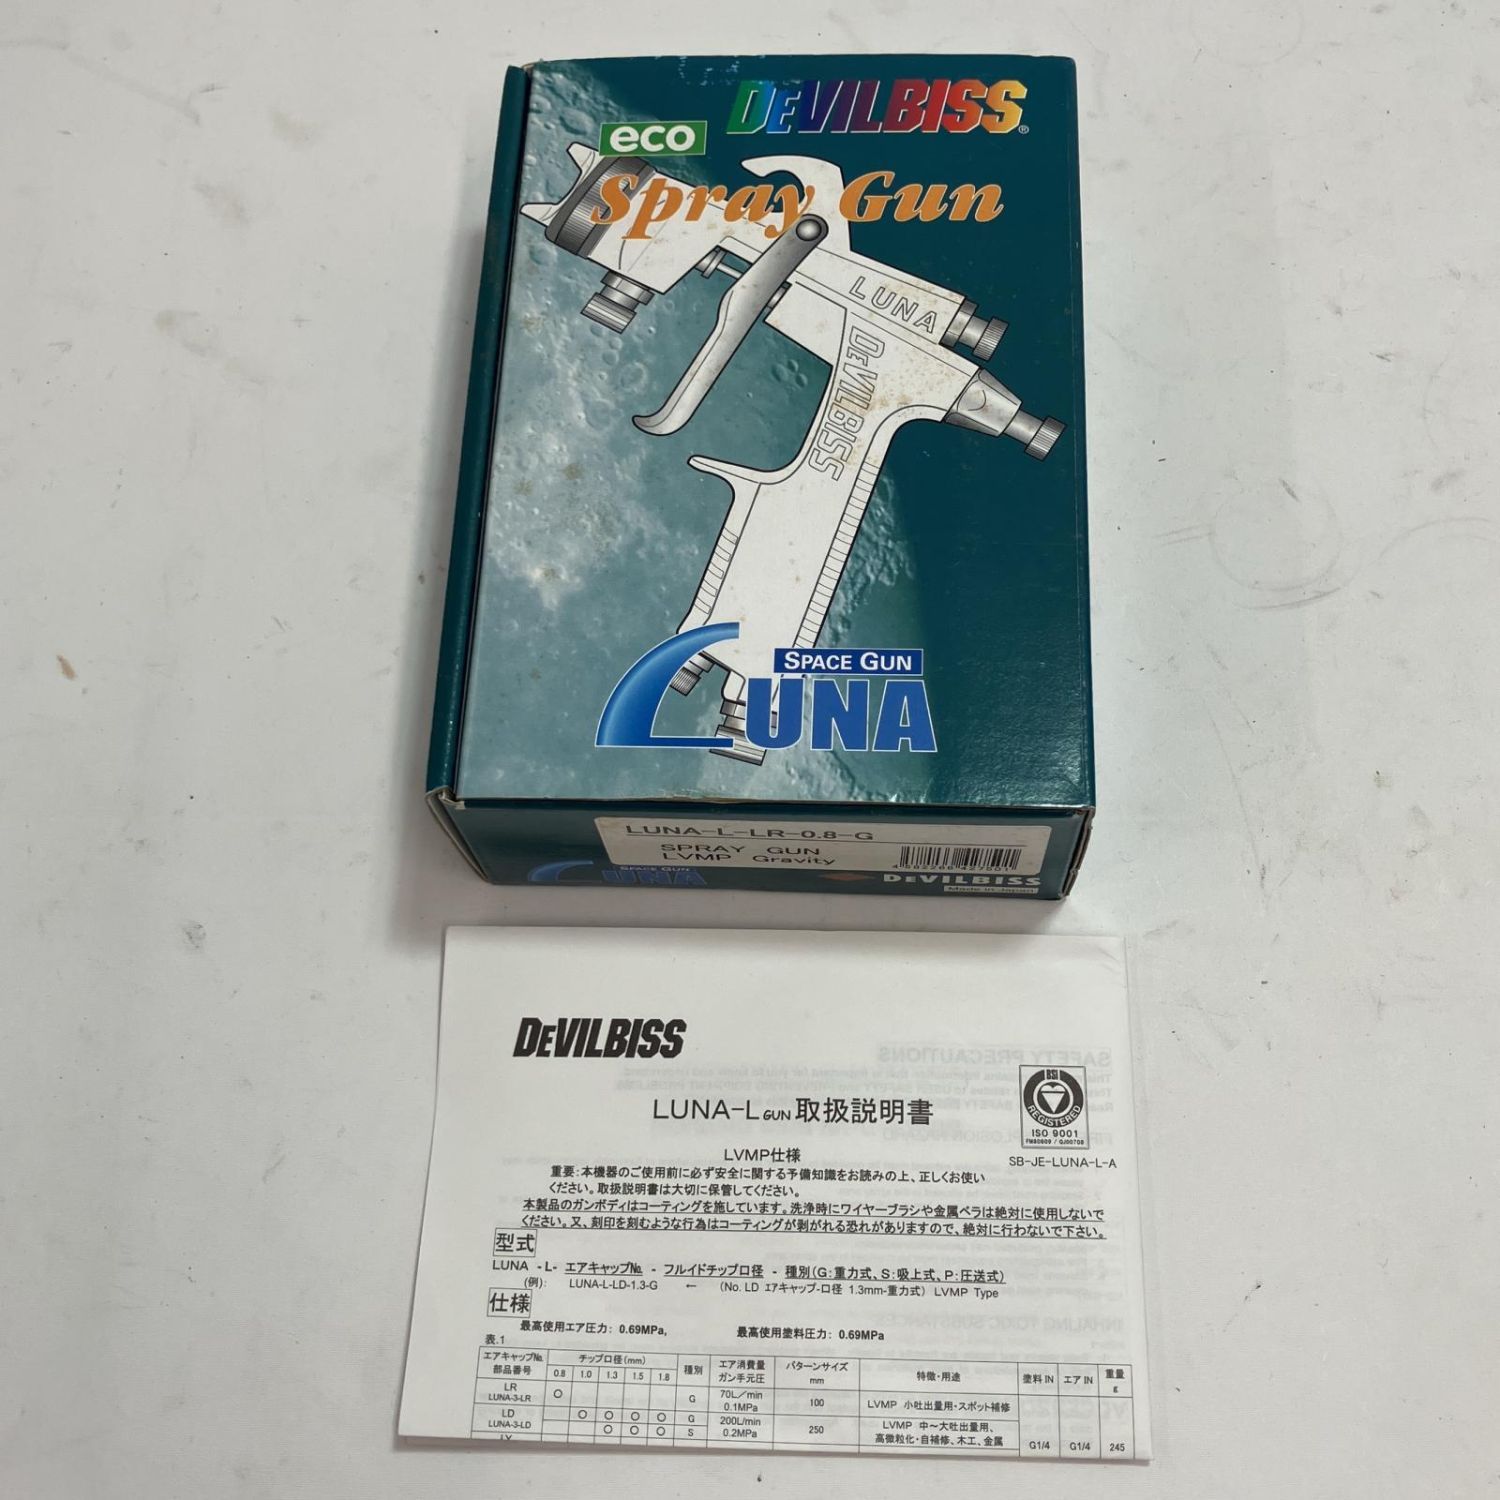 DEVILBISS®
eco
Spray Gun
LUNA
DEVILBISS
SPACE GUN
LUNA
LUNA-L-LR-0.8-G
SPRAY GUN
LVMP Gravity
SPACE GUN
LUNA
DEVILBISS
Made in Japan
DEVILBISS
LUNA-L GUN 取扱説明書
BSI
REGISTERED
ISO 9001
SB-JE-LUNA-L-A
LVMP仕様
重要:本機器のご使用前に必ず安全に関する予備知識をお読みの上、正しくお使い
ください。取扱説明書は大切に保管してください。
本製品のガンボディはコーティングを施しています。洗浄時にワイヤーブラシや金属ベラは絶対に使用しないで
ください。又、刻印を刻むような行為はコーティングが剥がれる恐れがありますので、絶対に行わないで下さい。
型式
LUNA -L- エアキャップ№ - フルイドチップ口径 - 種別(G:重力式、S:吸上式、P:圧送式)
(例): LUNA-L-LD-1.3-G ← (No. LD エアキャップ-口径 1.3mm-重力式) LVMP Type
仕様
最高使用エア圧力: 0.69MPa, 最高使用塗料圧力: 0.69MPa
表.1
エアキャップ№ 部品番号 チップ口径(mm) 0.8 1.0 1.3 1.5 1.8 種別 エア消費量 ガン手元圧 パターンサイズ mm 特徴・用途 塗料 IN エア IN 重量 g
LR LUNA-3-LR ○ G 70L/min 0.1MPa 100 LVMP 小吐出量用・スポット補修
LD LUNA-3-LD ○ ○ ○ ○ G 200L/min 0.2MPa 250 LVMP 中~大吐出量用、
○ ○ ○ S 高微粒化・自補修、木工、金属 G1/4 G1/4 245